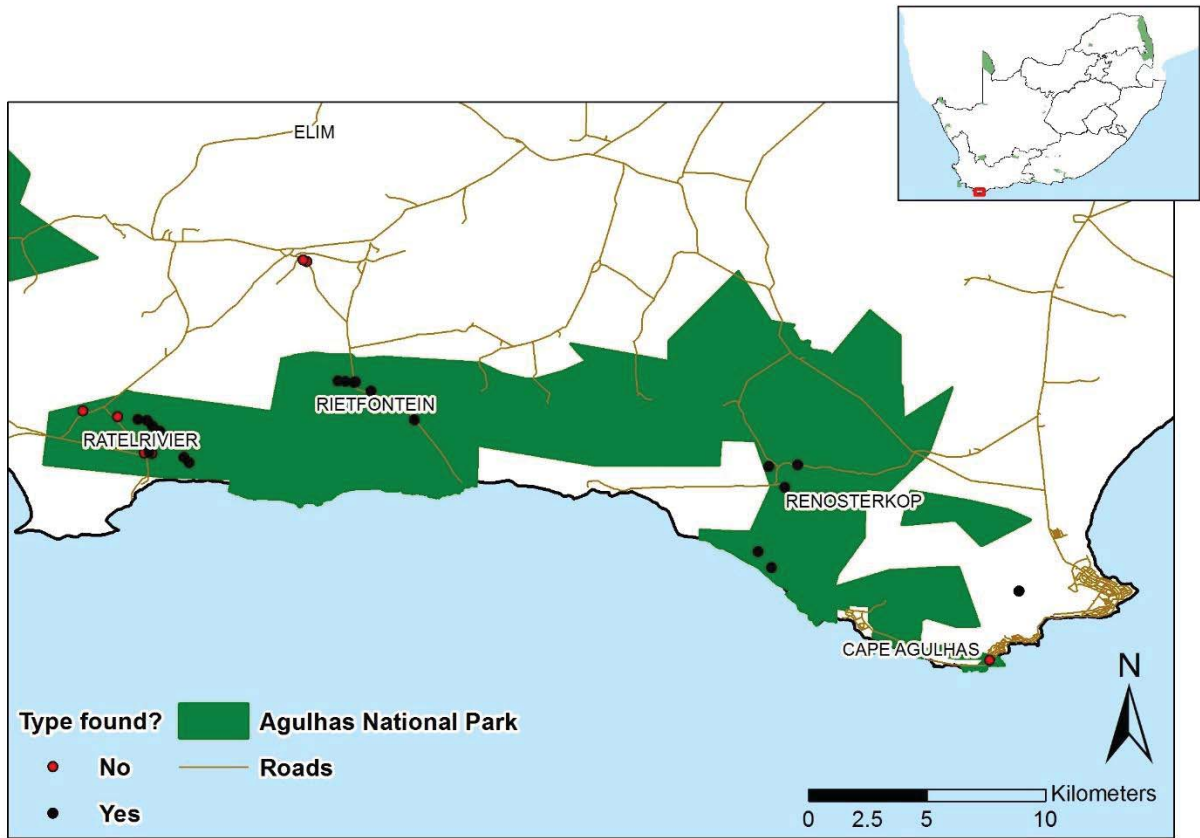 ELIM
RIETFONTEIN
RATELRIVIER
RENOSTERKOP
CAPE AGULHAS
N
Type found?
Agulhas National Park
No
Roads
Yes
Kilometers
0 2.5 5 10